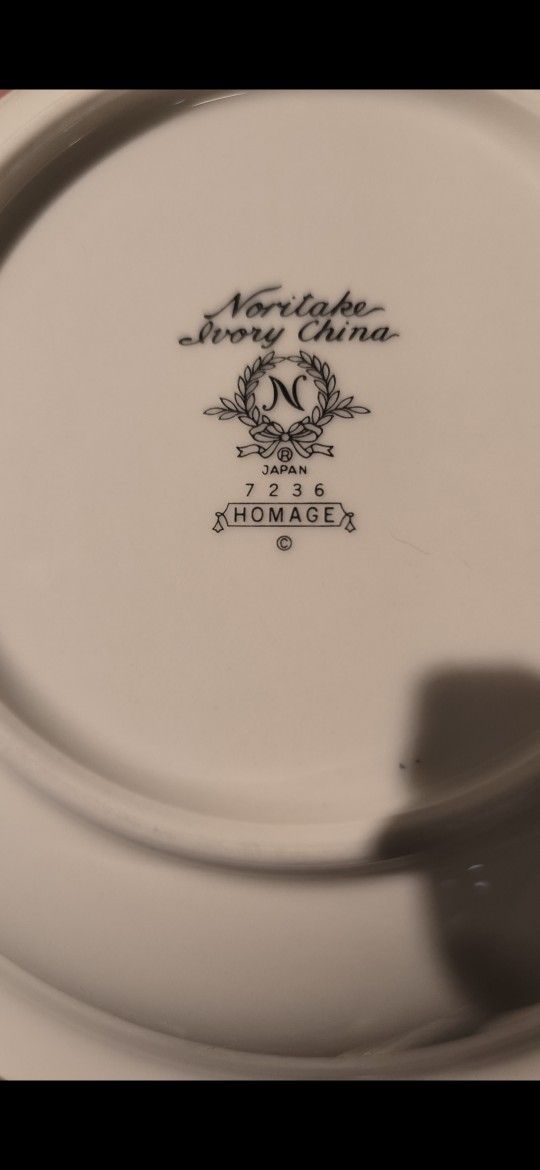 Noritake
Ivory China
N
®
JAPAN
7236
HOMAGE
©